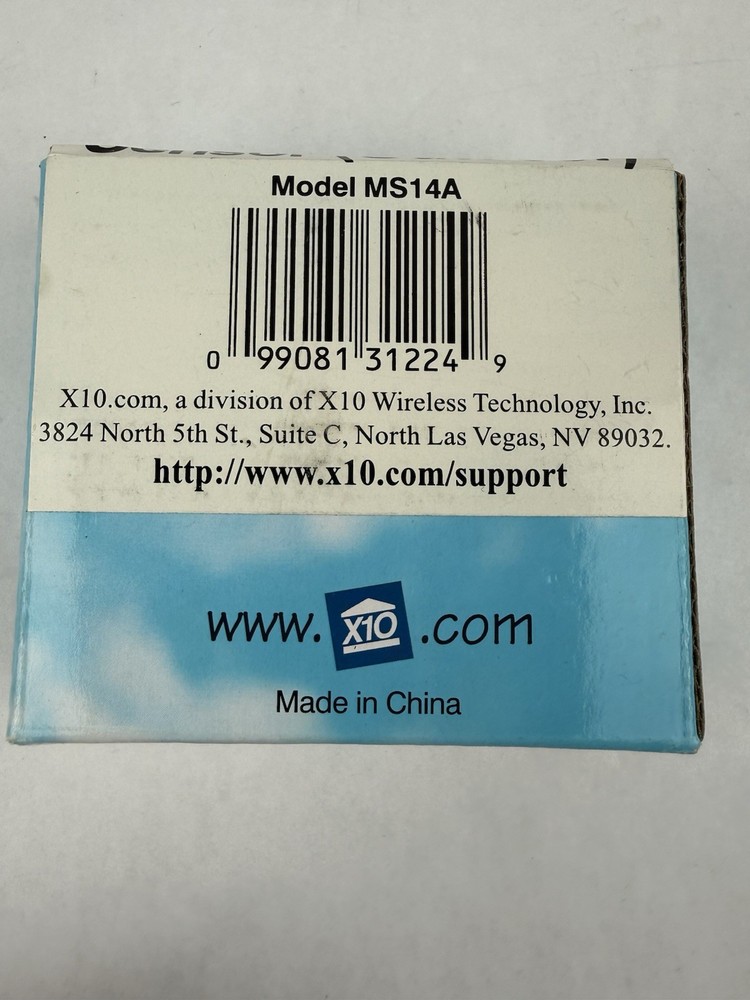 Model MS14A
0 99081 31224 9
X10.com, a division of X10 Wireless Technology, Inc.
3824 North 5th St., Suite C, North Las Vegas, NV 89032.
http://www.x10.com/support
www.X10.com
Made in China